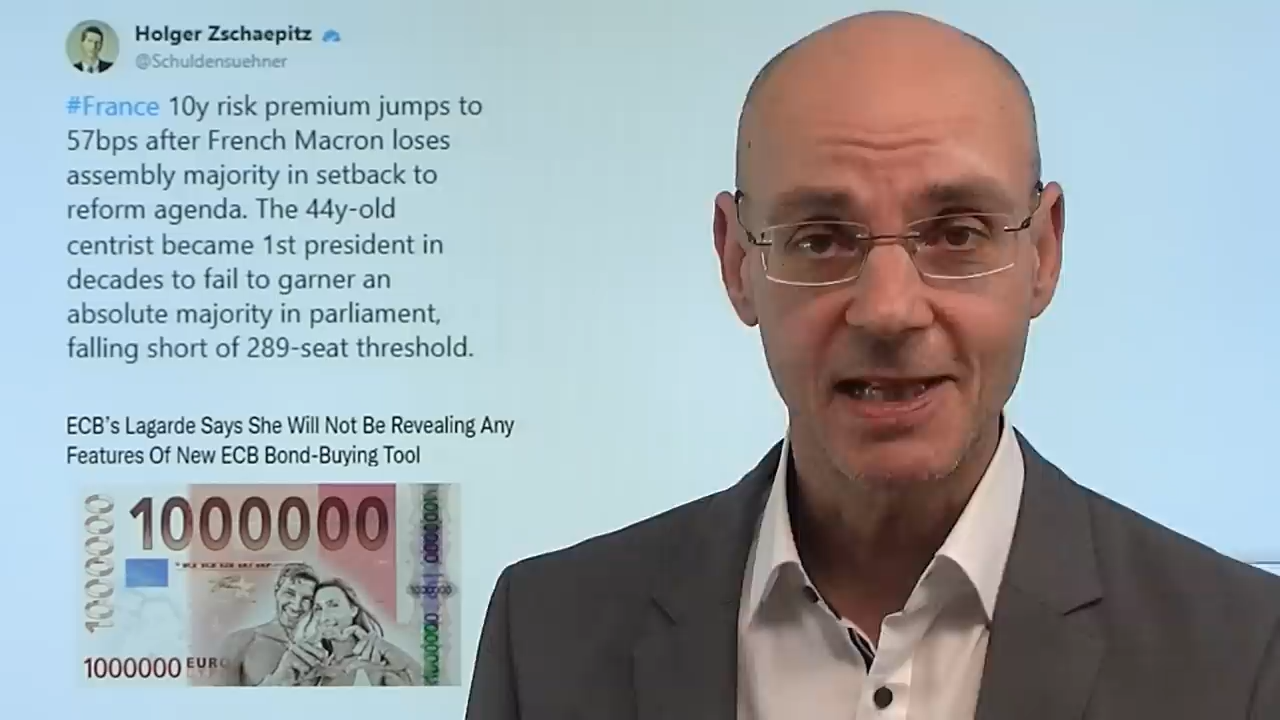 Holger Zschaepitz
@Schuldensuehner
#France 10y risk premium jumps to
57bps after French Macron loses
assembly majority in setback to
reform agenda. The 44y-old
centrist became 1st president in
decades to fail to garner an
absolute majority in parliament,
falling short of 289-seat threshold.
ECB's Lagarde Says She Will Not Be Revealing Any
Features Of New ECB Bond-Buying Tool
1000000
1000000
1000000
1000000 EURO